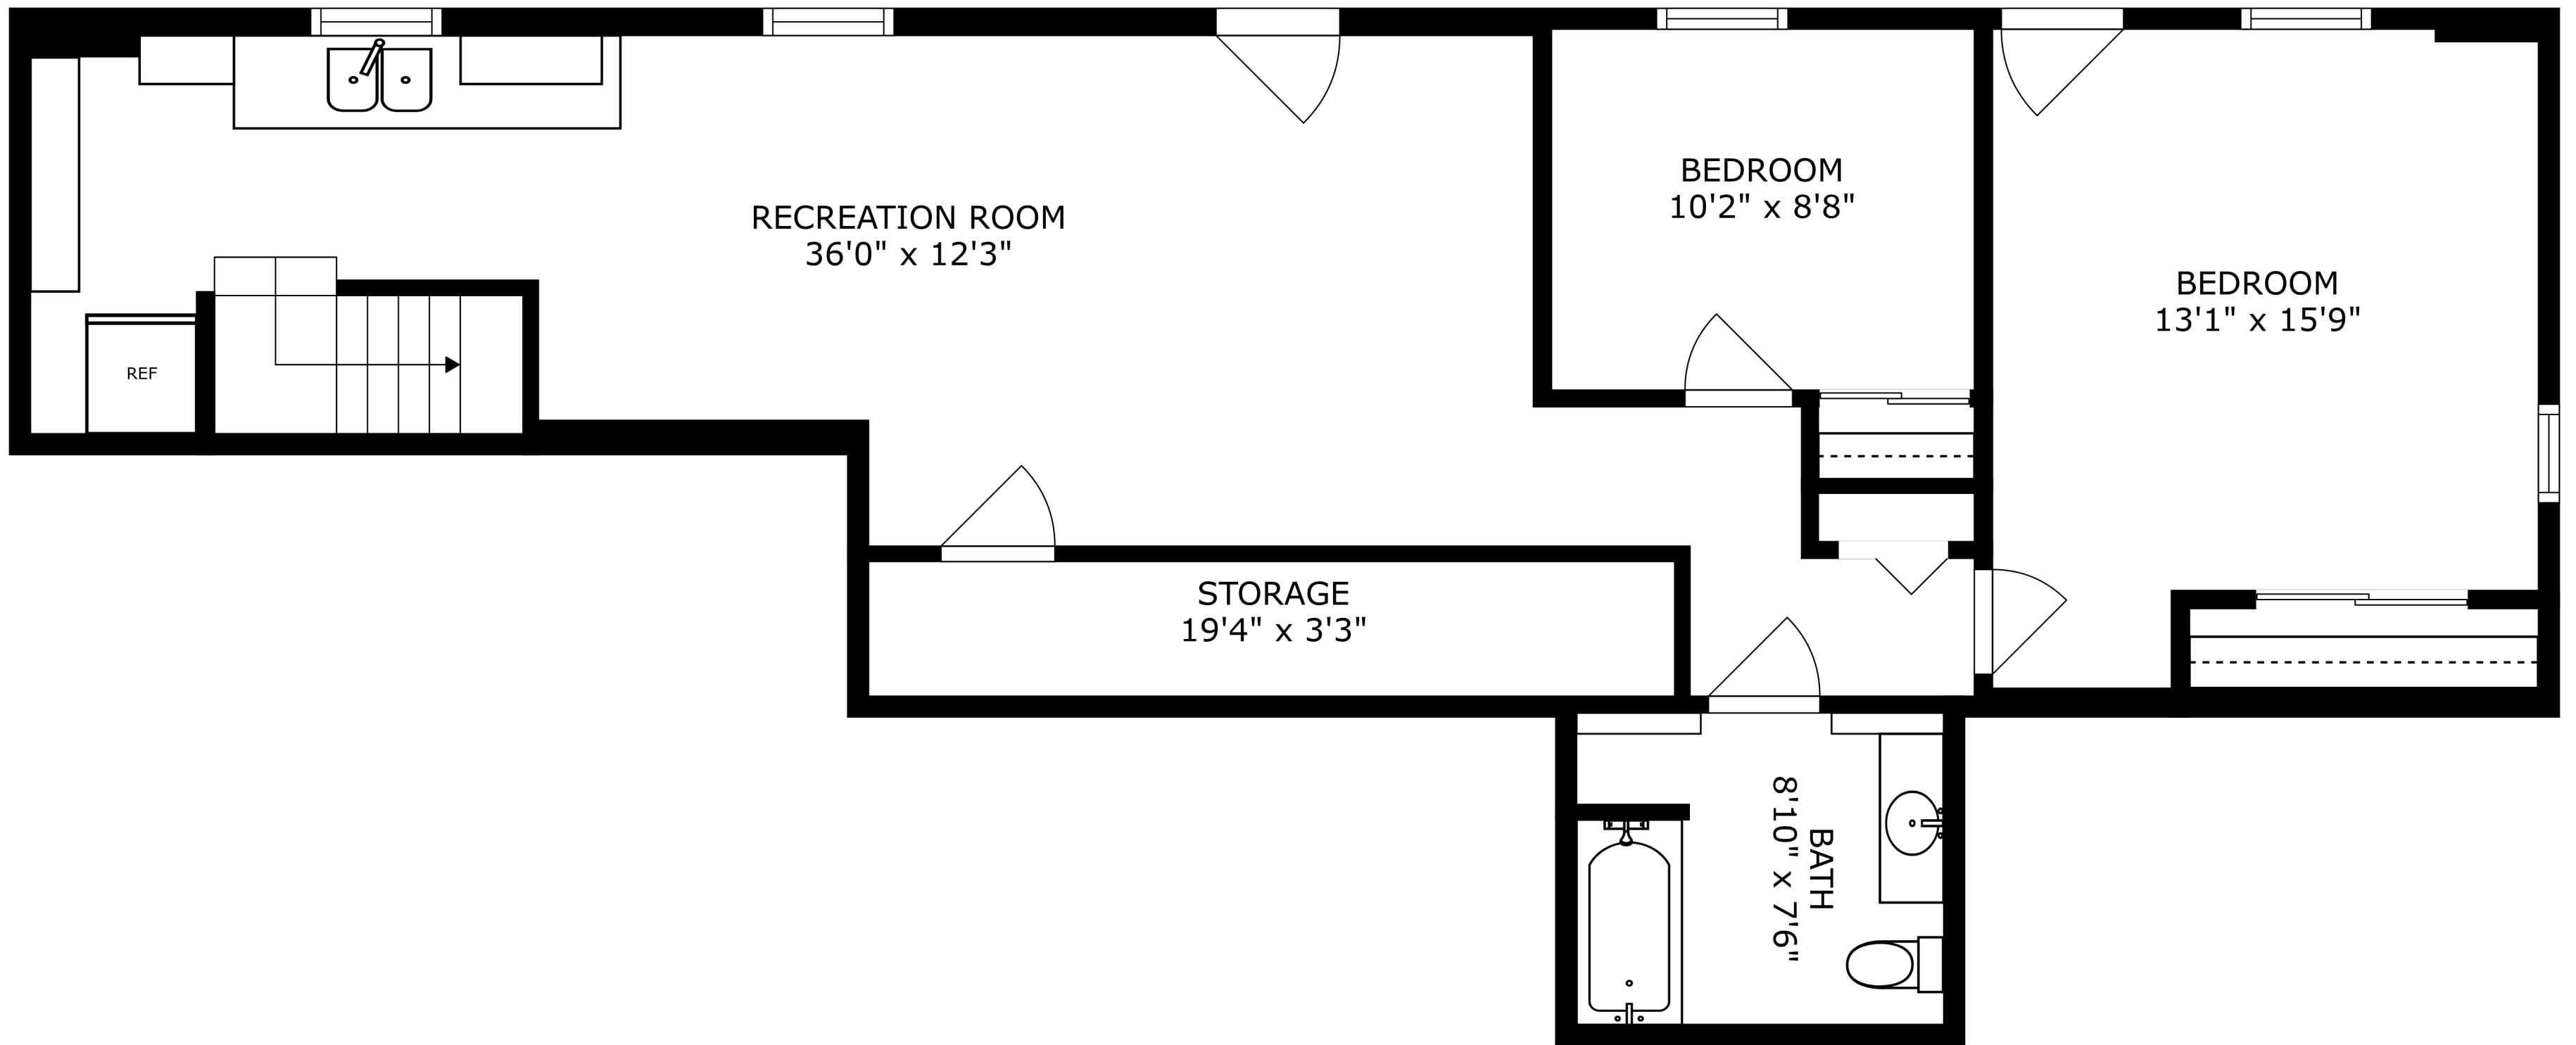 RECREATION ROOM
36'0" x 12'3"
BEDROOM
10'2" x 8'8"
BEDROOM
13'1" x 15'9"
REF
STORAGE
19'4" x 3'3"
BATH
8'10" x 7'6"